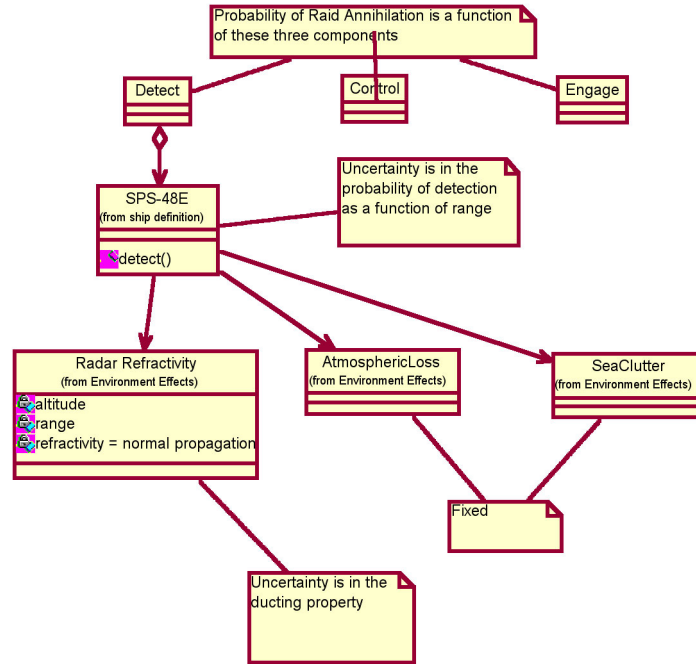 Probability of Raid Annihilation is a function
of these three components
Detect
Control
Engage
SPS-48E
(from ship definition)
detect()
Uncertainty is in the
probability of detection
as a function of range
Radar Refractivity
(from Environment Effects)
altitude
range
refractivity = normal propagation
AtmosphericLoss
(from Environment Effects)
SeaClutter
(from Environment Effects)
Fixed
Uncertainty is in the
ducting property